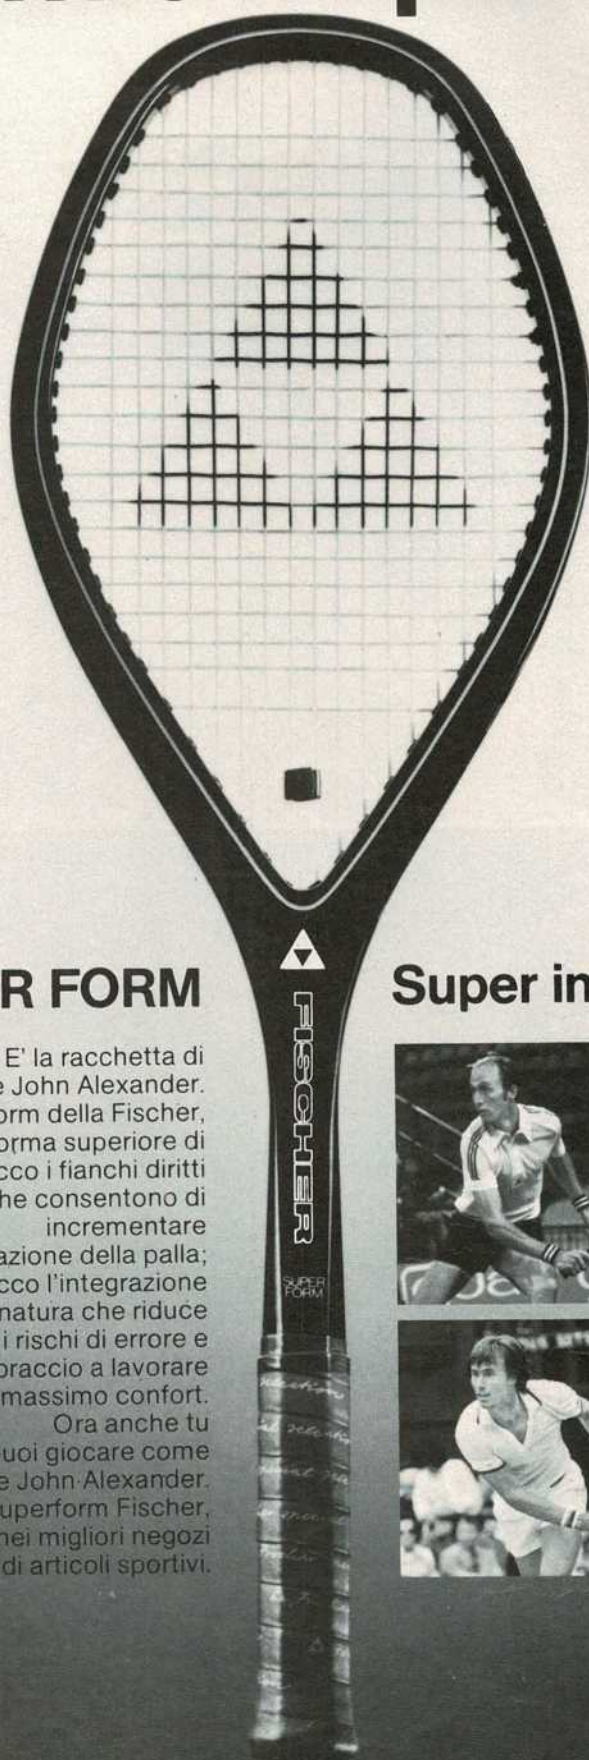 R FORM
E' la racchetta di
e John Alexander.
orm della Fischer,
orma superiore di
cco i fianchi diritti
he consentono di
incrementare
azione della palla;
cco l'integrazione
natura che riduce
i rischi di errore e
braccio a lavorare
massimo confort.
Ora anche tu
uoi giocare come
e John Alexander.
uperform Fischer,
nei migliori negozi
di articoli sportivi.
FISCHER
SUPER
FORM
Super in